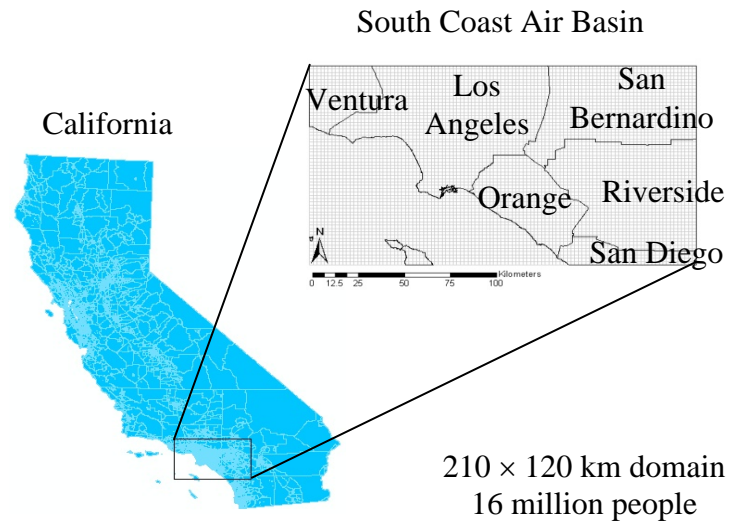 South Coast Air Basin
California
Ventura
Los
Angeles
San
Bernardino
Orange
Riverside
San Diego
N
0 12.5 25 50 75 100
Kilometers
210 × 120 km domain
16 million people